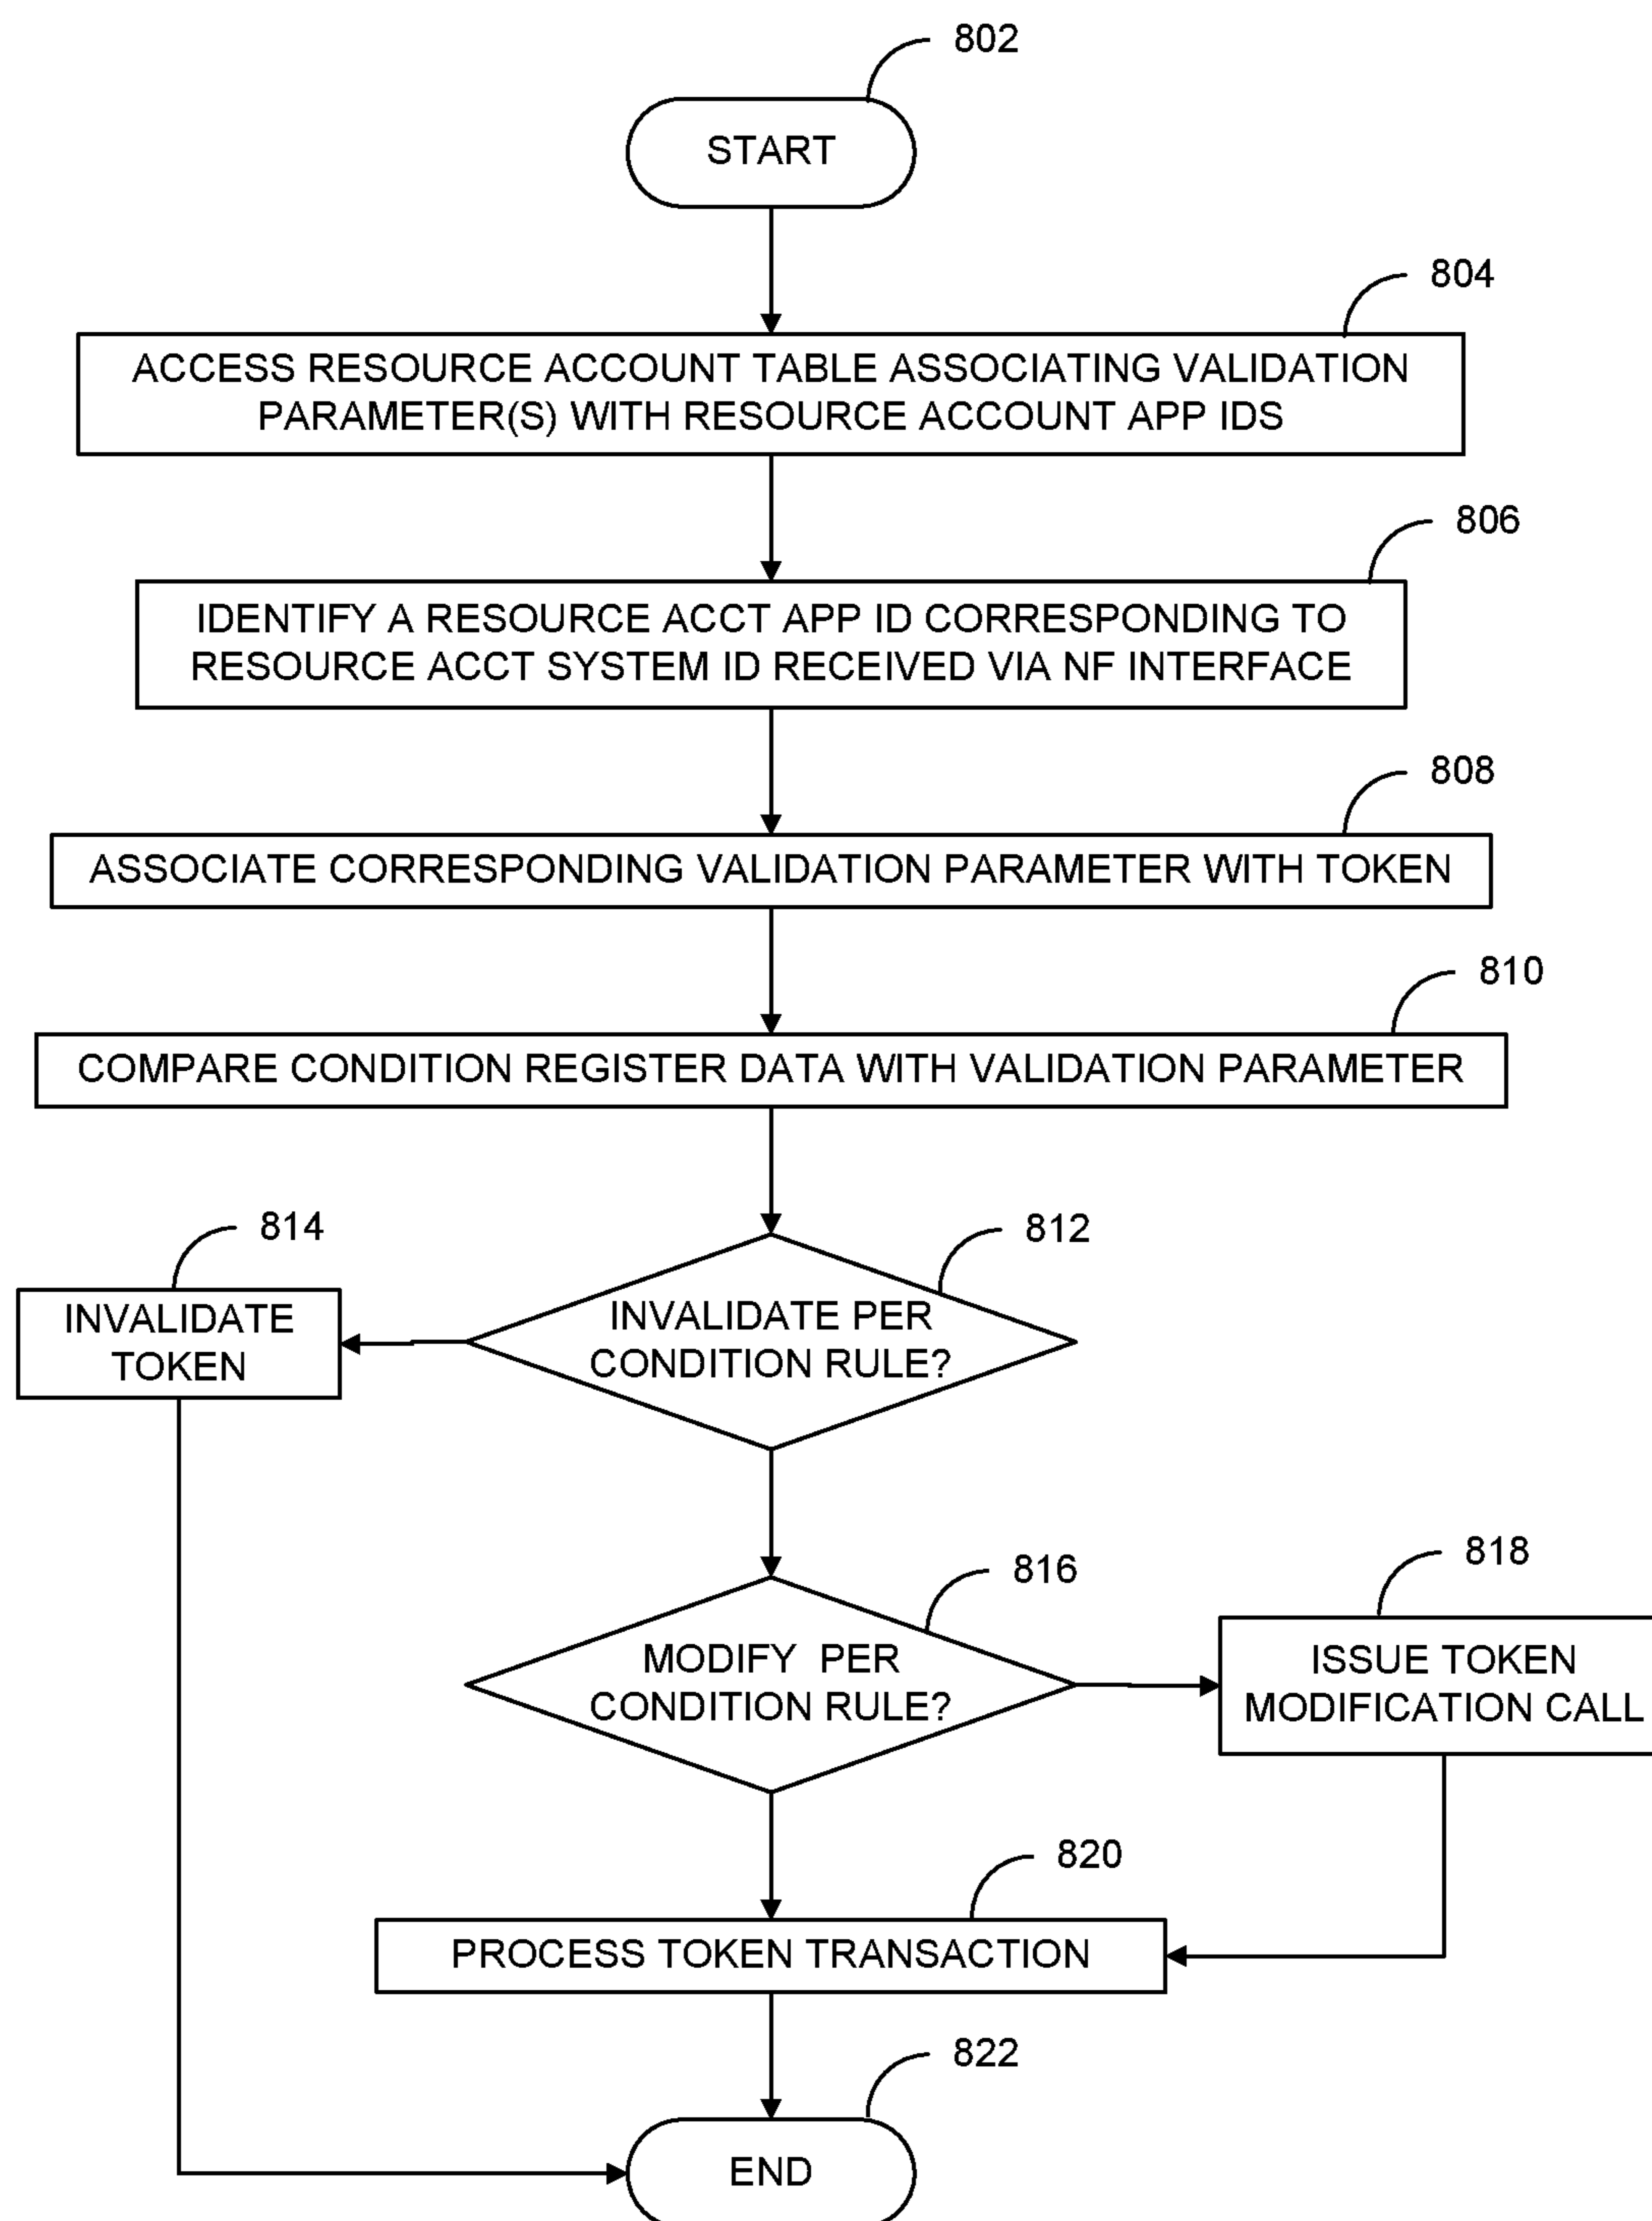 802
START
804
ACCESS RESOURCE ACCOUNT TABLE ASSOCIATING VALIDATION
PARAMETER(S) WITH RESOURCE ACCOUNT APP IDS
806
IDENTIFY A RESOURCE ACCT APP ID CORRESPONDING TO
RESOURCE ACCT SYSTEM ID RECEIVED VIA NF INTERFACE
808
ASSOCIATE CORRESPONDING VALIDATION PARAMETER WITH TOKEN
810
COMPARE CONDITION REGISTER DATA WITH VALIDATION PARAMETER
814
INVALIDATE
TOKEN
812
INVALIDATE PER
CONDITION RULE?
816
MODIFY PER
CONDITION RULE?
818
ISSUE TOKEN
MODIFICATION CALL
820
PROCESS TOKEN TRANSACTION
822
END